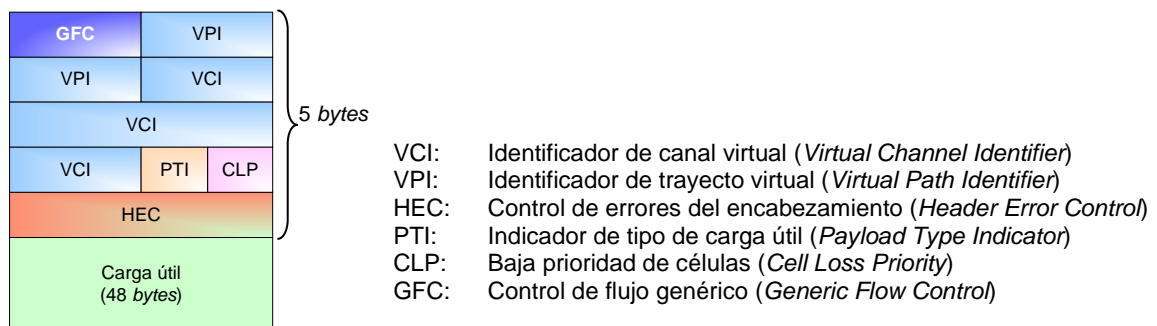 GFC VPI
VPI VCI
VCI
VCI PTI CLP
HEC
Carga útil
(48 bytes)
5 bytes
VCI: Identificador de canal virtual (Virtual Channel Identifier)
VPI: Identificador de trayecto virtual (Virtual Path Identifier)
HEC: Control de errores del encabezamiento (Header Error Control)
PTI: Indicador de tipo de carga útil (Payload Type Indicator)
CLP: Baja prioridad de células (Cell Loss Priority)
GFC: Control de flujo genérico (Generic Flow Control)